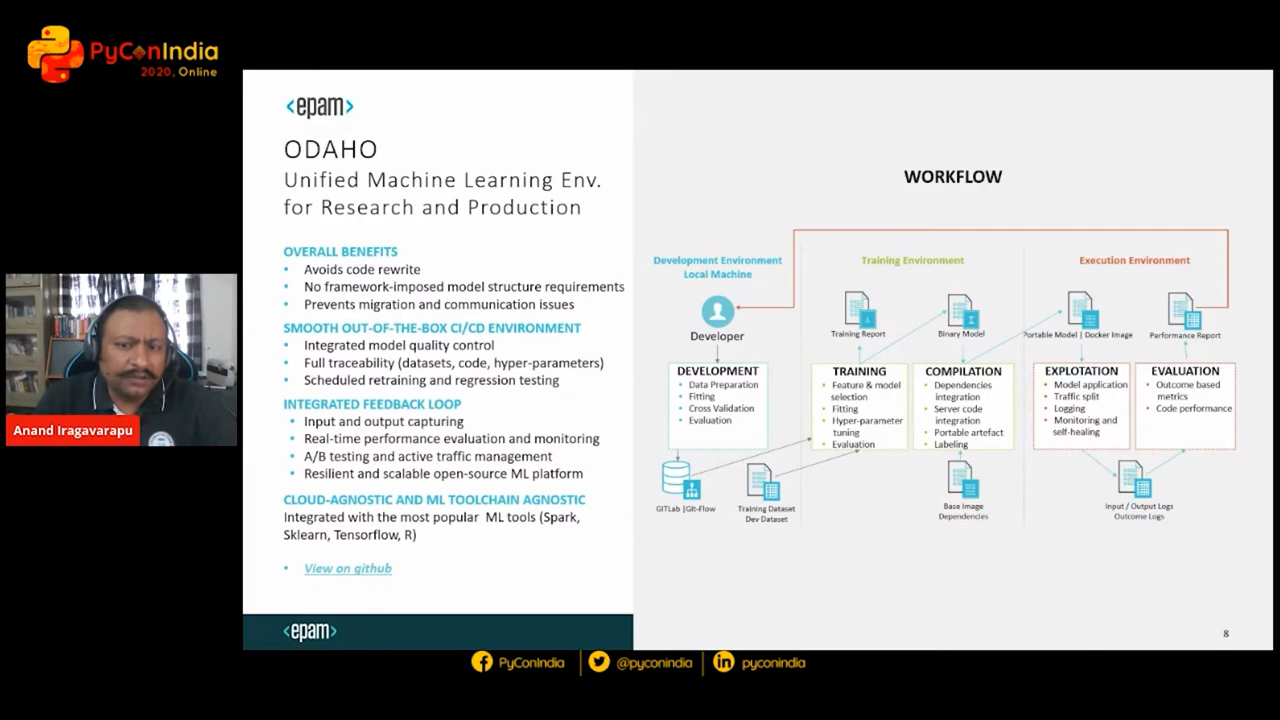 PyConIndia
2020, Online
<epam>
ODAHO
Unified Machine Learning Env.
for Research and Production
OVERALL BENEFITS
• Avoids code rewrite
• No framework-imposed model structure requirements
• Prevents migration and communication issues
SMOOTH OUT-OF-THE-BOX CI/CD ENVIRONMENT
• Integrated model quality control
• Full traceability (datasets, code, hyper-parameters)
• Scheduled retraining and regression testing
INTEGRATED FEEDBACK LOOP
• Input and output capturing
• Real-time performance evaluation and monitoring
• A/B testing and active traffic management
• Resilient and scalable open-source ML platform
CLOUD-AGNOSTIC AND ML TOOLCHAIN AGNOSTIC
Integrated with the most popular ML tools (Spark,
Sklearn, Tensorflow, R)
• View on github
<epam>
WORKFLOW
Development Environment
Local Machine
Developer
DEVELOPMENT
• Data Preparation
• Fitting
• Cross Validation
• Evaluation
GITLab |Git-Flow
Training Dataset
Dev Dataset
Training Environment
Training Report
Binary Model
TRAINING
• Feature & model
selection
• Fitting
• Hyper-parameter
tuning
• Evaluation
COMPILATION
• Dependencies
integration
• Server code
integration
• Portable artefact
• Labeling
Base Image
Dependencies
Execution Environment
Portable Model | Docker Image
Performance Report
EXPLOTATION
• Model application
• Traffic split
• Logging
• Monitoring and
self-healing
EVALUATION
• Outcome based
metrics
• Code performance
Input / Output Logs
Outcome Logs
8
Anand Iragavarapu
PyConIndia
@pyconindia
pyconindia